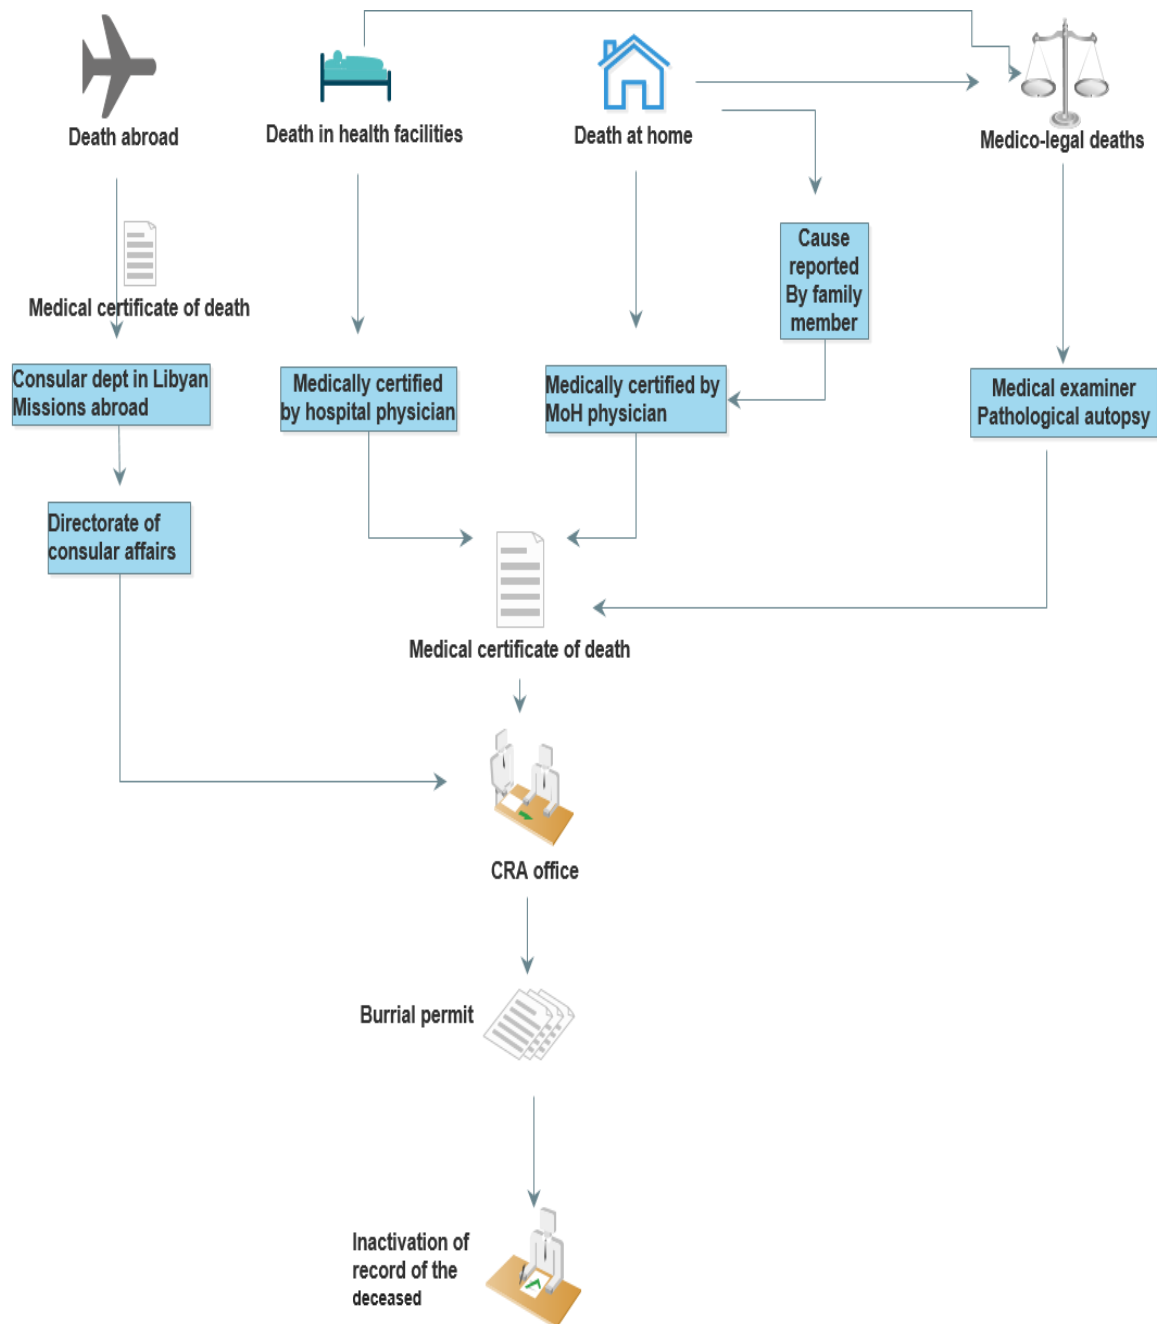 Death abroad
Death in health facilities
Death at home
Medico-legal deaths
Medical certificate of death
Cause
reported
By family
member
Consular dept in Libyan
Missions abroad
Medically certified
by hospital physician
Medically certified by
MoH physician
Medical examiner
Pathological autopsy
Directorate of
consular affairs
Medical certificate of death
CRA office
Burrial permit
Inactivation of
record of the
deceased